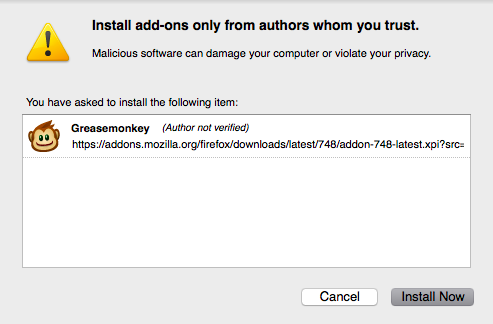 Install add-ons only from authors whom you trust.
Malicious software can damage your computer or violate your privacy.
You have asked to install the following item:
Greasemonkey (Author not verified)
https://addons.mozilla.org/firefox/downloads/latest/748/addon-748-latest.xpi?src=
Cancel Install Now